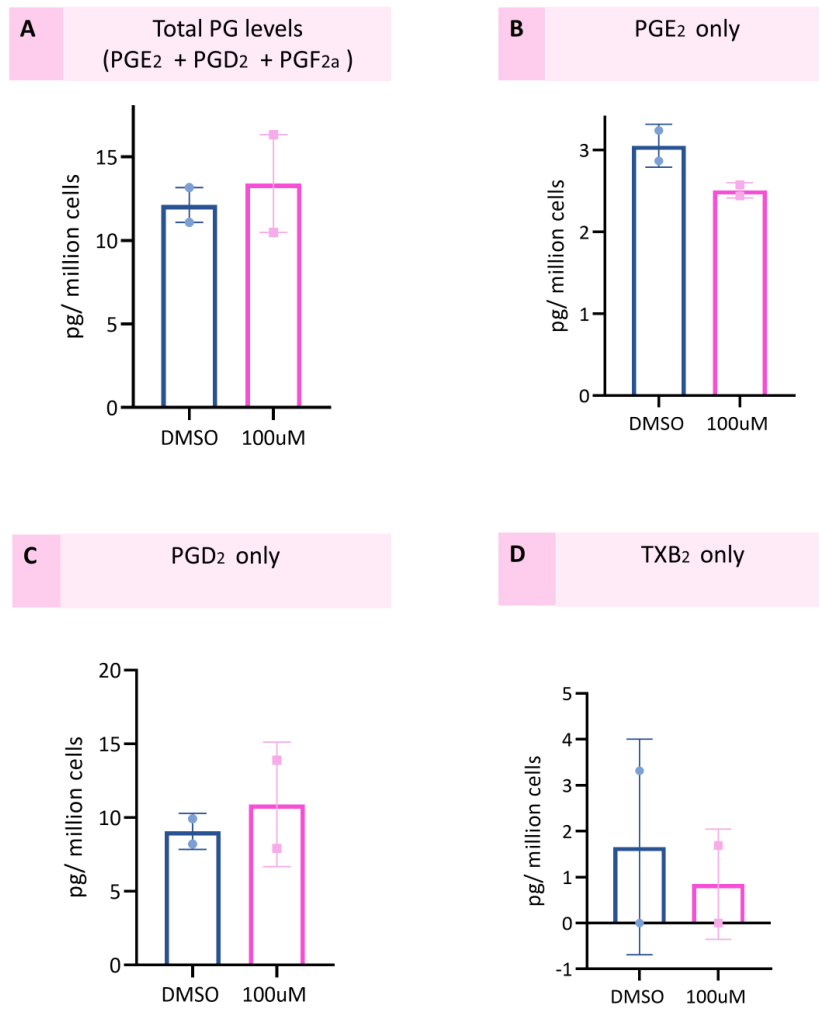 A
Total PG levels
(PGE2 + PGD2 + PGF2a )
pg/ million cells
15
10
5
0
DMSO
100uM
B
PGE2 only
pg/ million cells
3
2
1
0
DMSO
100uM
C
PGD2 only
pg/ million cells
20
15
10
5
0
DMSO
100uM
D
TXB2 only
pg/ million cells
5
4
3
2
1
0
-1
DMSO
100uM